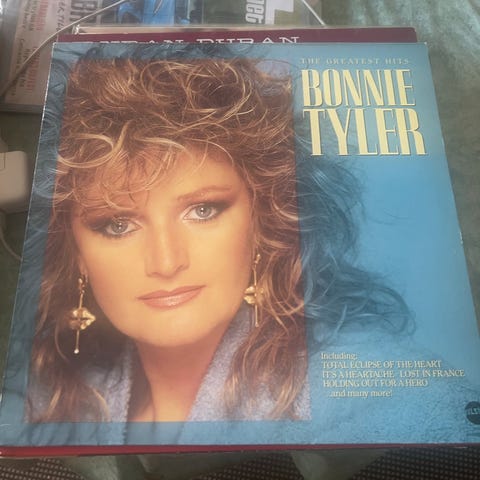 DURAN
THE GREATEST HITS
BONNIE
TYLER
Including:
TOTAL ECLIPSE OF THE HEART
IT'S A HEARTACHE · LOST IN FRANCE
HOLDING OUT FOR A HERO
...and many more!